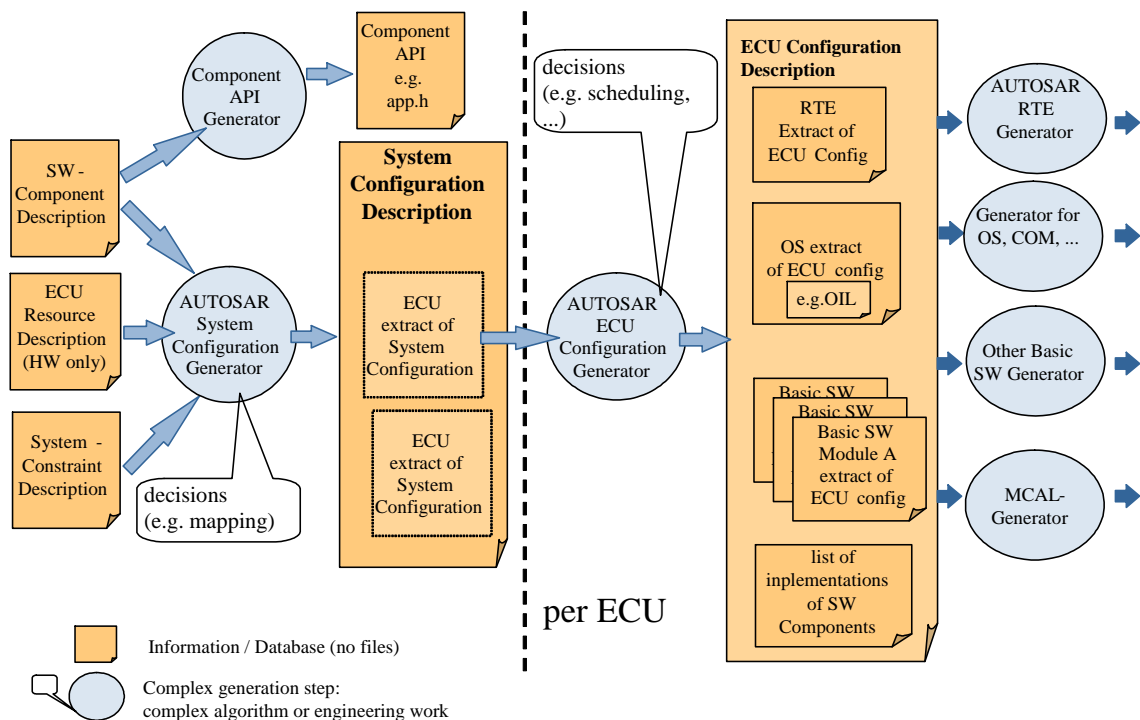 Component
API
Generator
Component
API
e.g.
app.h
SW -
Component
Description
ECU
Resource
Description
(HW only)
System -
Constraint
Description
AUTOSAR
System
Configuration
Generator
decisions
(e.g. mapping)
System
Configuration
Description
ECU
extract of
System
Configuration
ECU
extract of
System
Configuration
decisions
(e.g. scheduling,
...)
AUTOSAR
ECU
Configuration
Generator
per ECU
ECU Configuration
Description
RTE
Extract of
ECU Config
OS extract
of ECU config
e.g.OIL
Basic SW
Basic SW
Basic SW
Module A
extract of
ECU config
list of
inplementations
of SW
Components
AUTOSAR
RTE
Generator
Generator for
OS, COM, ...
Other Basic
SW Generator
MCAL-
Generator
Information / Database (no files)
Complex generation step:
complex algorithm or engineering work